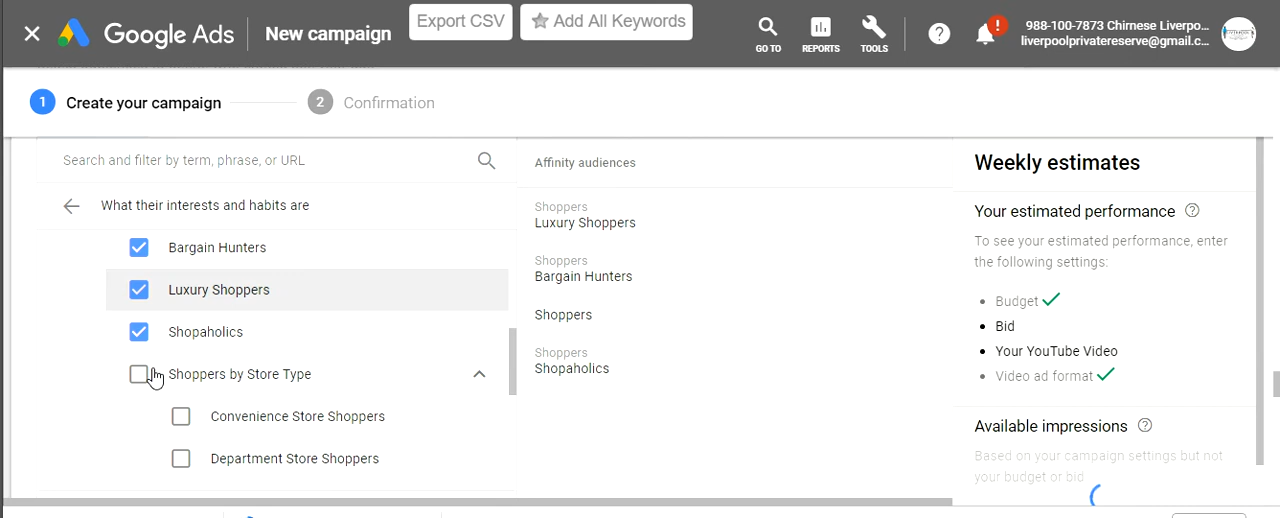 Google Ads
New campaign
Export CSV
Add All Keywords
GO TO
REPORTS
TOOLS
988-100-7873 Chirnese Liverpo...
liverpoolprivatereserve@gmail.c...
1 Create your campaign
2 Confirmation
Search and filter by term, phrase, or URL
What their interests and habits are
Bargain Hunters
Luxury Shoppers
Shopaholics
Shoppers by Store Type
Convenience Store Shoppers
Department Store Shoppers
Affinity audiences
Shoppers
Luxury Shoppers
Shoppers
Bargain Hunters
Shoppers
Shoppers
Shopaholics
Weekly estimates
Your estimated performance
To see your estimated performance, enter
the following settings:
Budget
Bid
Your YouTube Video
Video ad format
Available impressions
Based on your campaign settings but not
your budget or bid